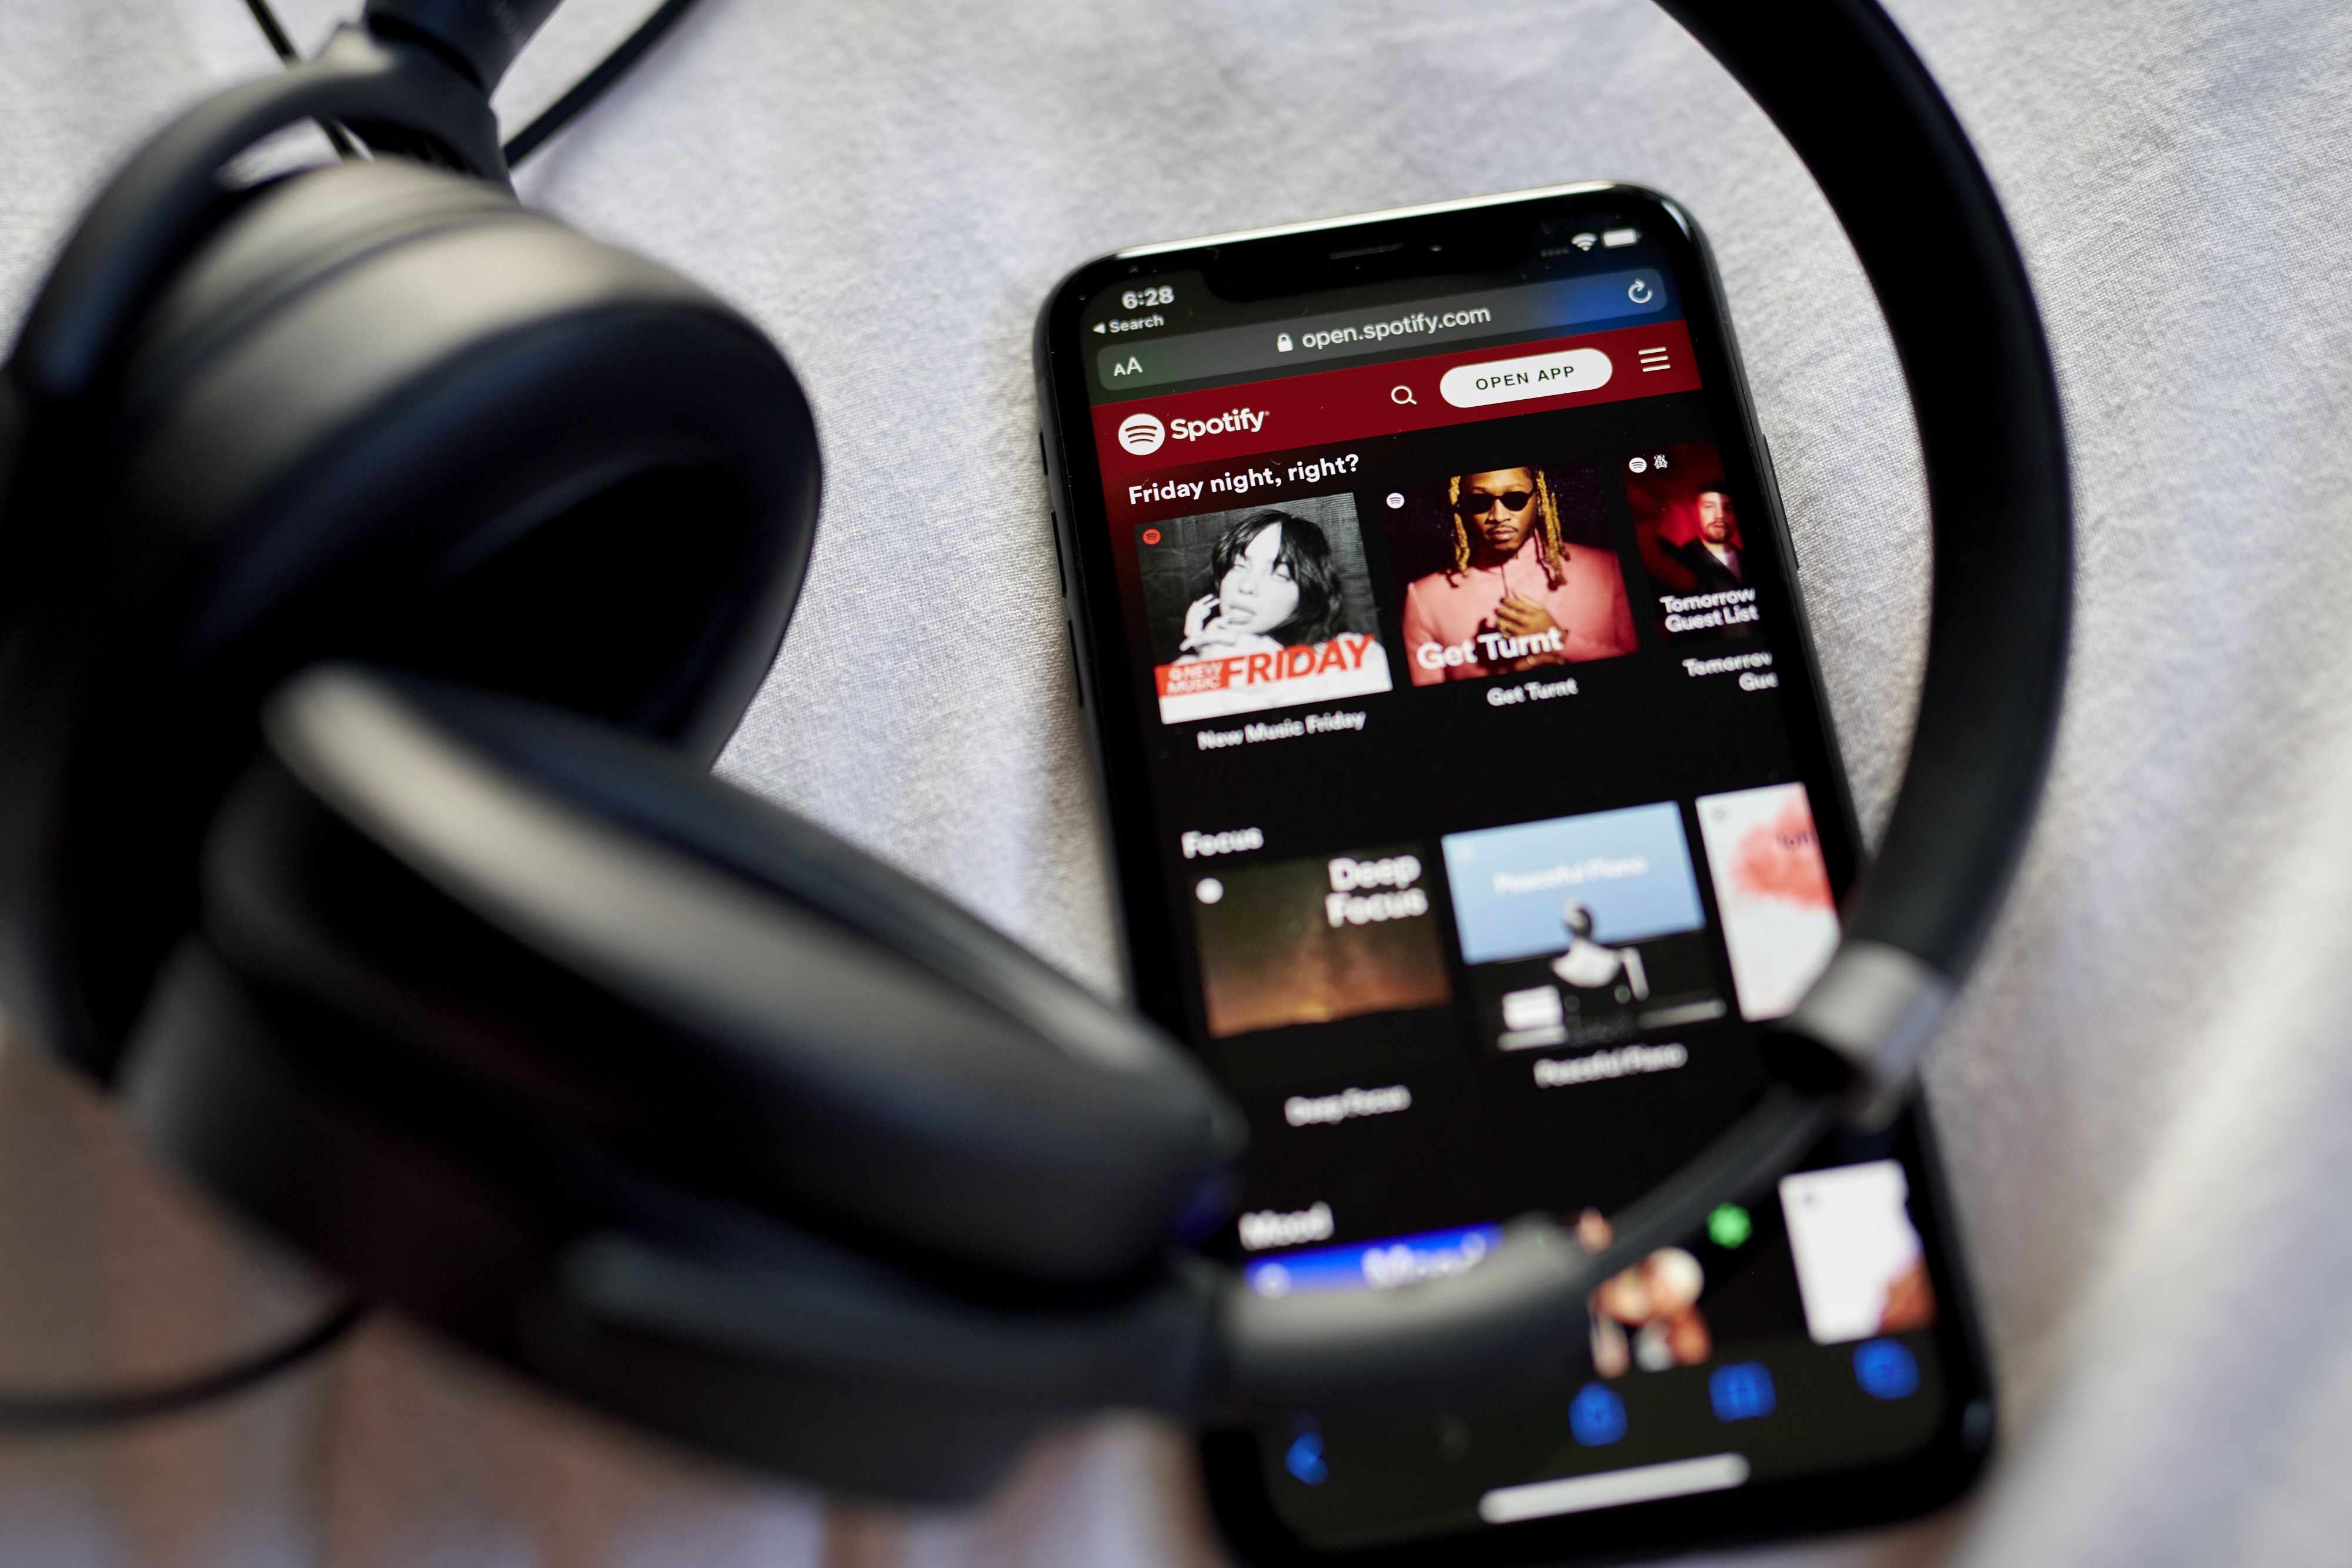 6:28
Search
AA
open.spotify.com
Spotify
OPEN APP
Friday night, right?
NEW
MUSIC
FRIDAY
New Music Friday
Get Turnt
Get Turnt
Tomorrow
Guest List
Tomorrow
Gue
Focus
Deep
Focus
Deep Focus
Peaceful Piano
Peaceful Piano
Mood